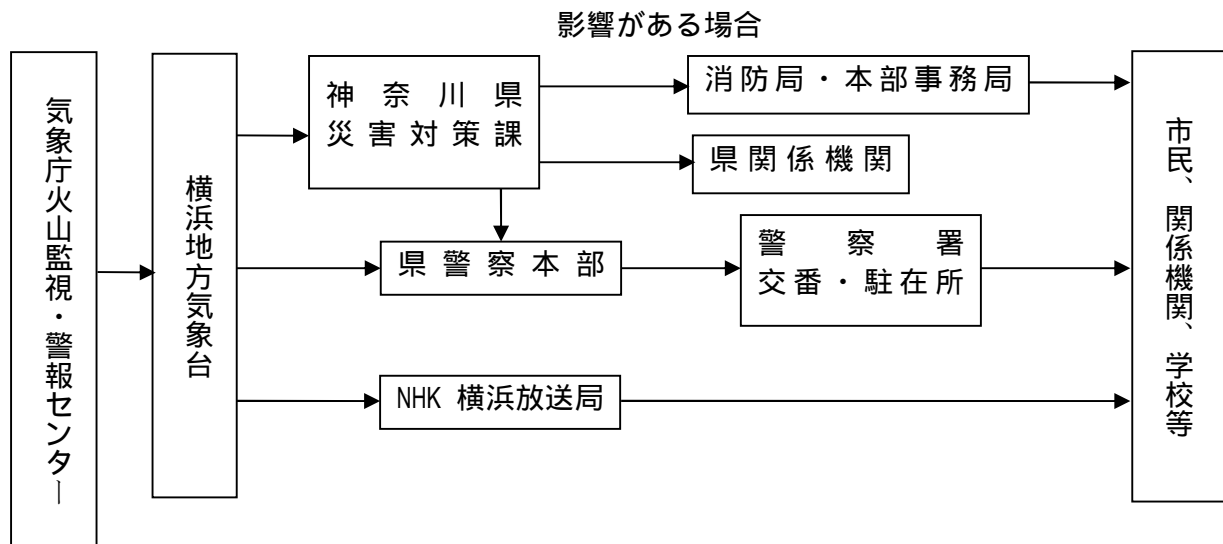 影響がある場合
気象庁火山監視・警報センター
横浜地方気象台
神奈川県
災害対策課
消防局・本部事務局
県関係機関
県警察本部
警察署
交番・駐在所
NHK 横浜放送局
市民、関係機関、学校等